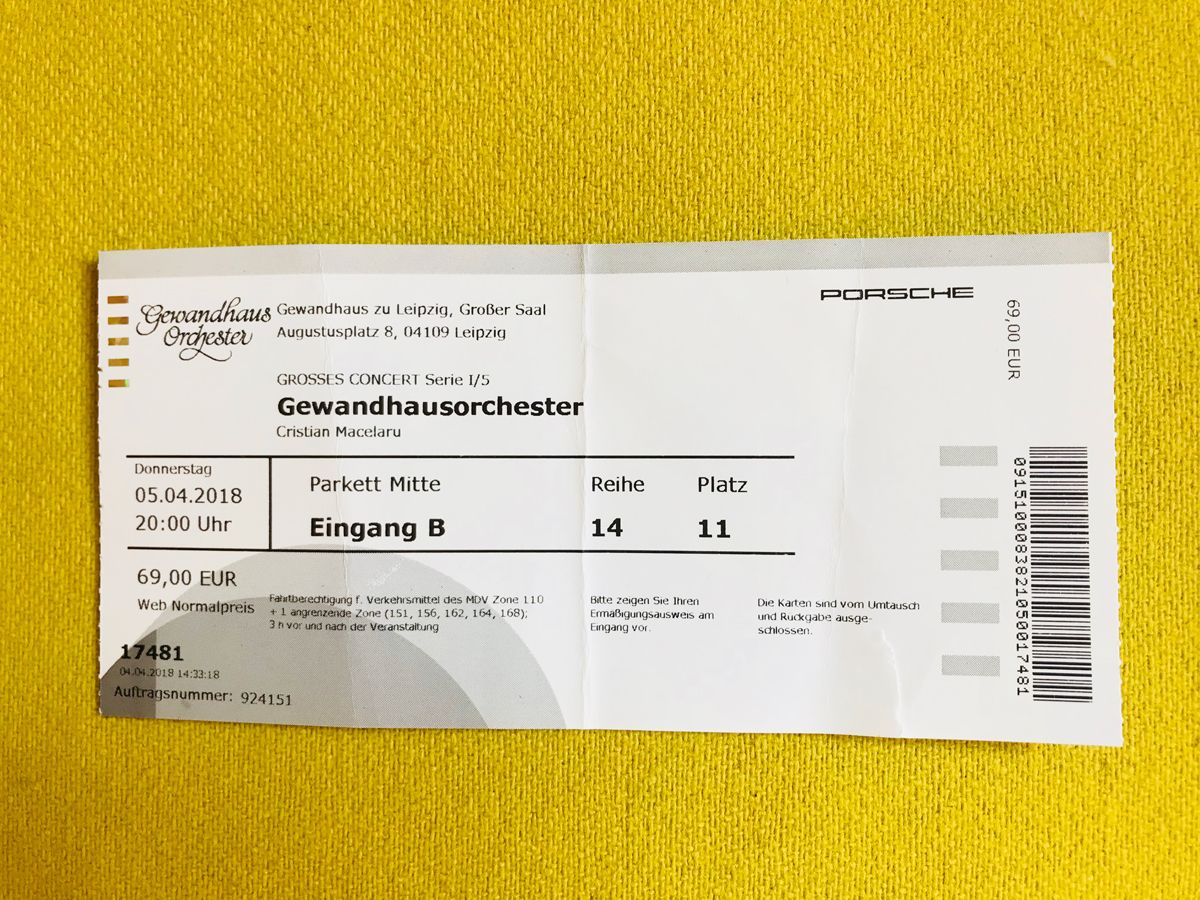 Gewandhaus
Orchester
Gewandhaus zu Leipzig, Großer Saal
Augustusplatz 8, 04109 Leipzig
PORSCHE
69,00 EUR
GROSSES CONCERT Serie I/5
Gewandhausorchester
Cristian Macelaru
Donnerstag
05.04.2018
20:00 Uhr
Parkett Mitte
Eingang B
Reihe
14
Platz
11
69,00 EUR
Web Normalpreis
Fahrtberechtigung f. Verkehrsmittel des MDV Zone 110
+ 1 angrenzende Zone (151, 156, 162, 164, 168);
3 h vor und nach der Veranstaltung
Bitte zeigen Sie Ihren
Ermäßigungsausweis am
Eingang vor.
Die Karten sind vom Umtausch
und Rückgabe ausge-
schlossen.
17481
04.04.2018 14:33:18
Auftragsnummer: 924151
0915100083821050017481